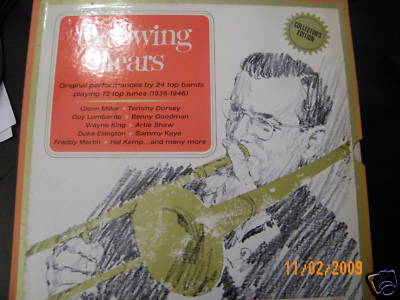 Swing
Years
Original performances by 24 top bands
playing 72 top tunes (1936-1946)
Glenn Miller • Tommy Dorsey
Guy Lombardo • Benny Goodman
Wayne King • Artie Shaw
Duke Ellington • Sammy Kaye
Freddy Martin • Hal Kemp...and many more
COLLECTOR'S
EDITION
11/02/2009